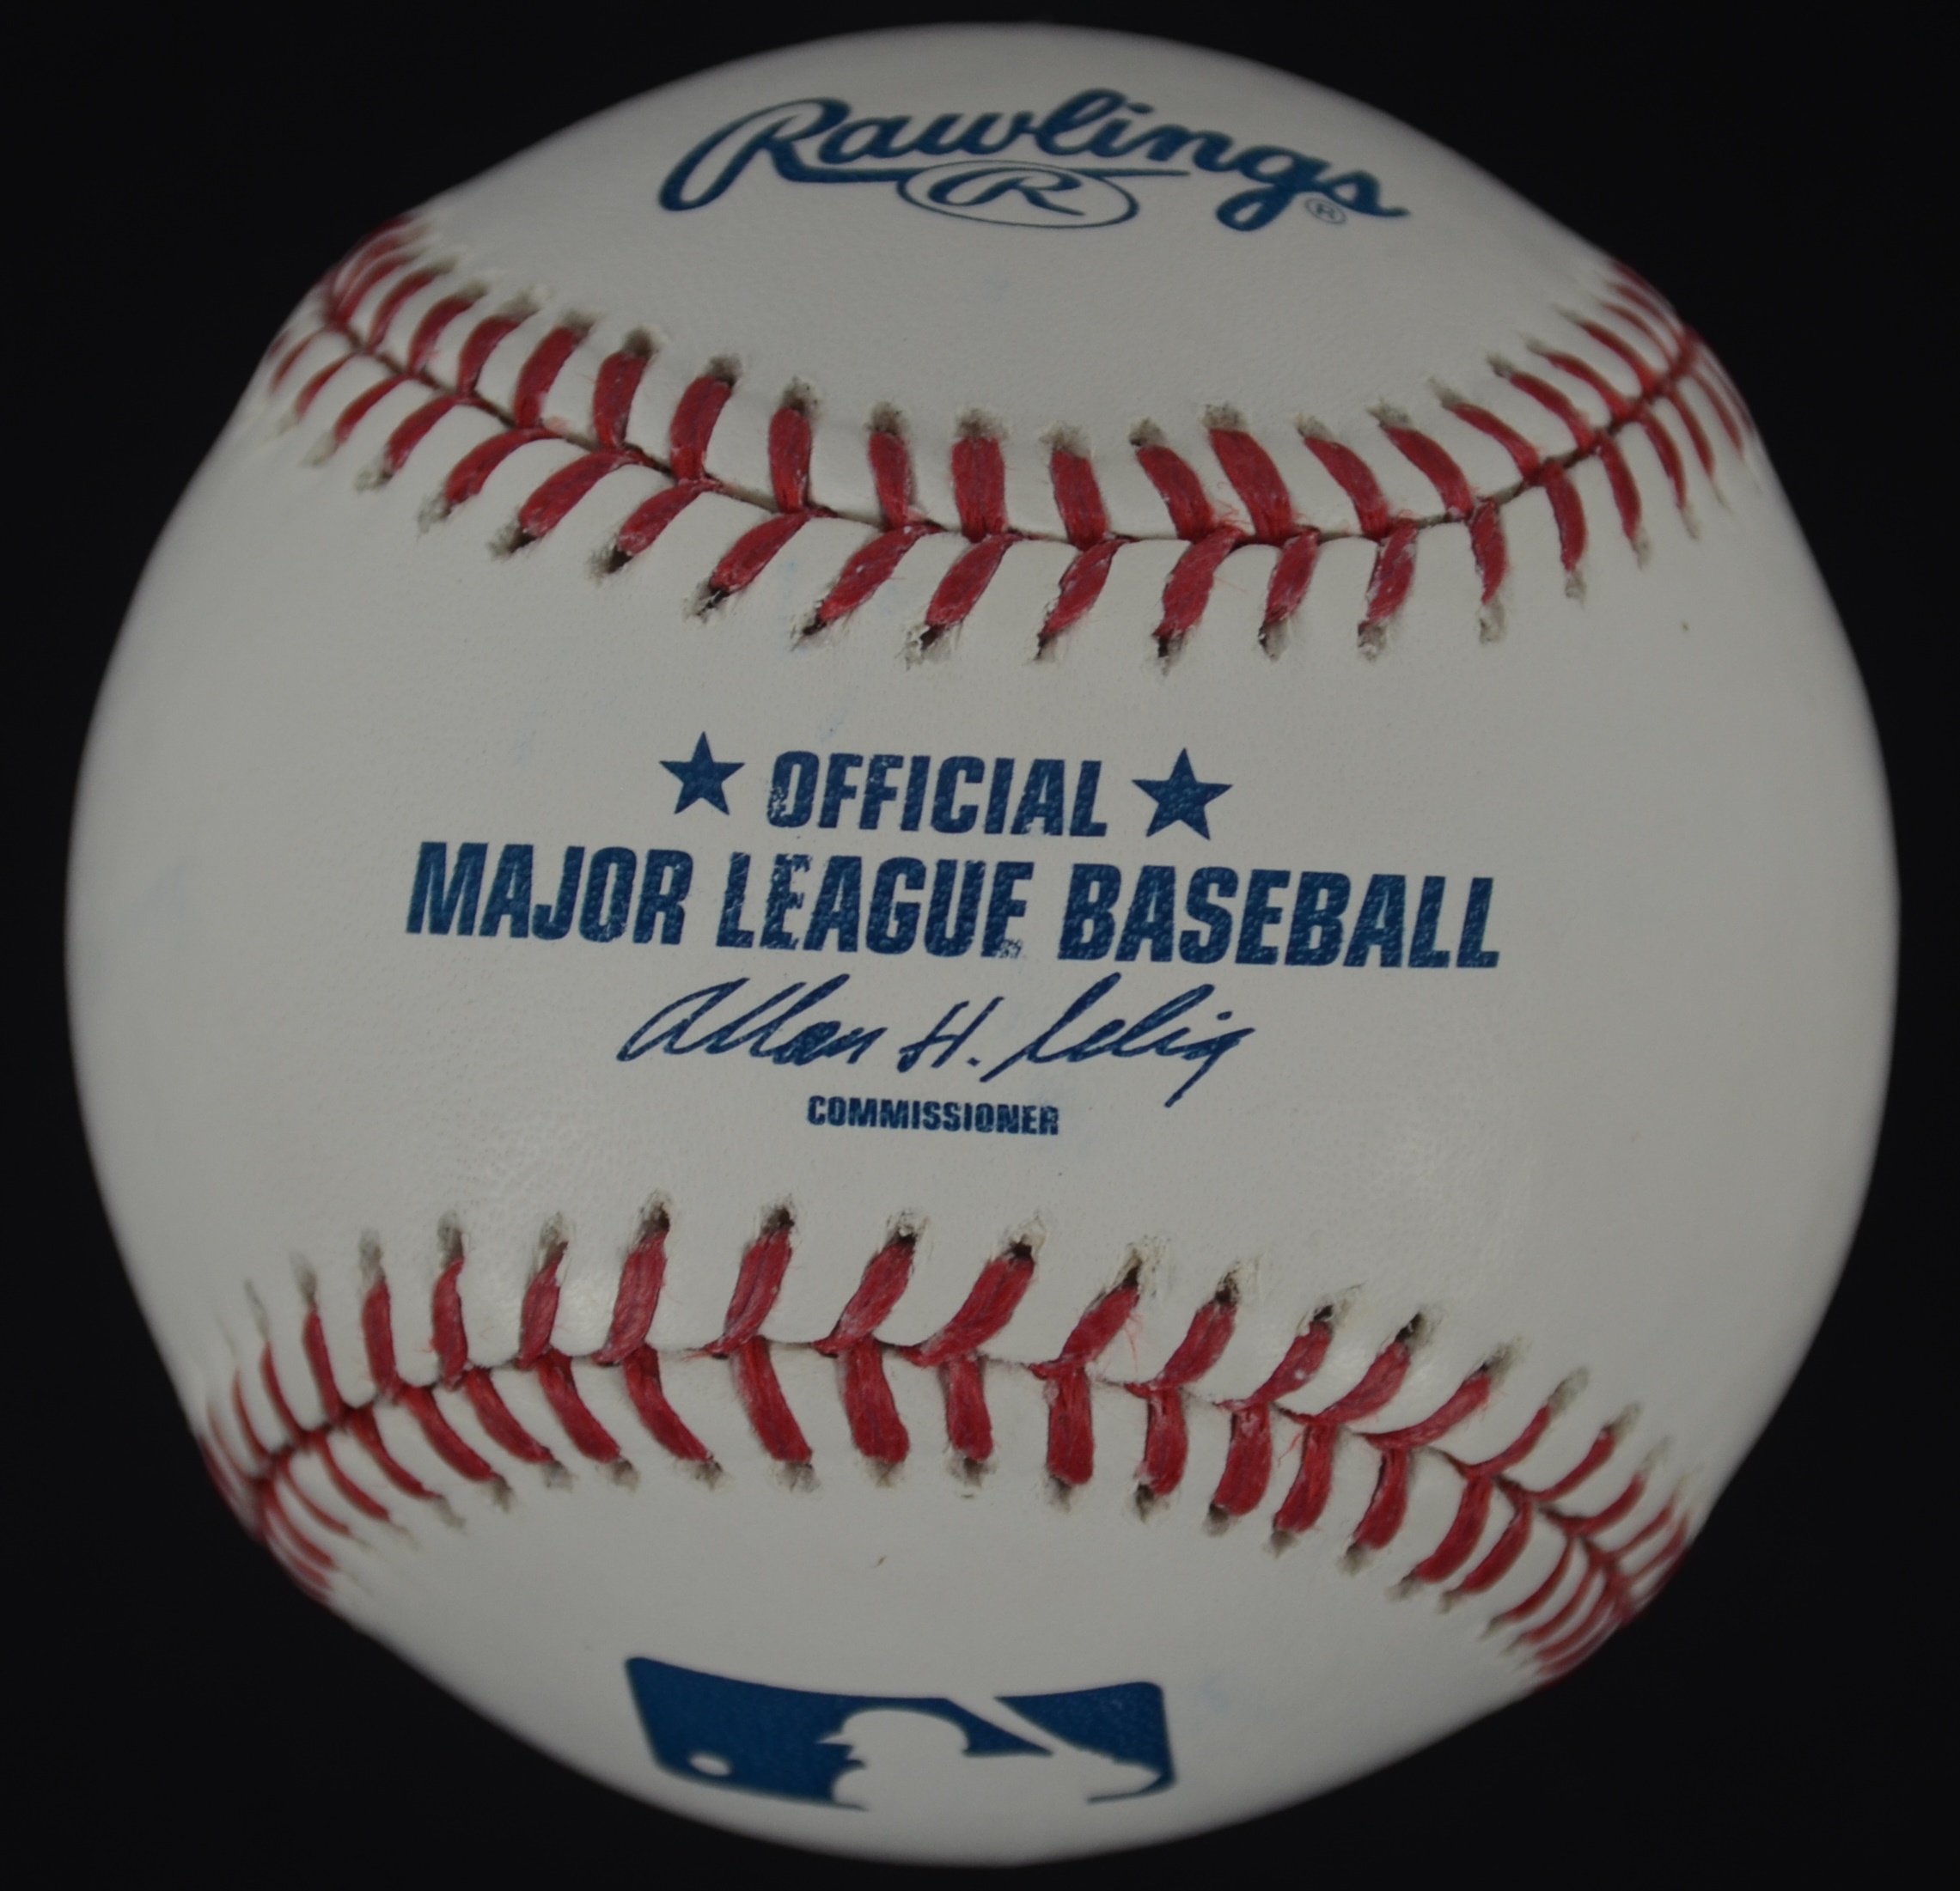 Rawlings
R ®
★ OFFICIAL ★
MAJOR LEAGUE BASEBALL
Allan H. Selig
COMMISSIONER